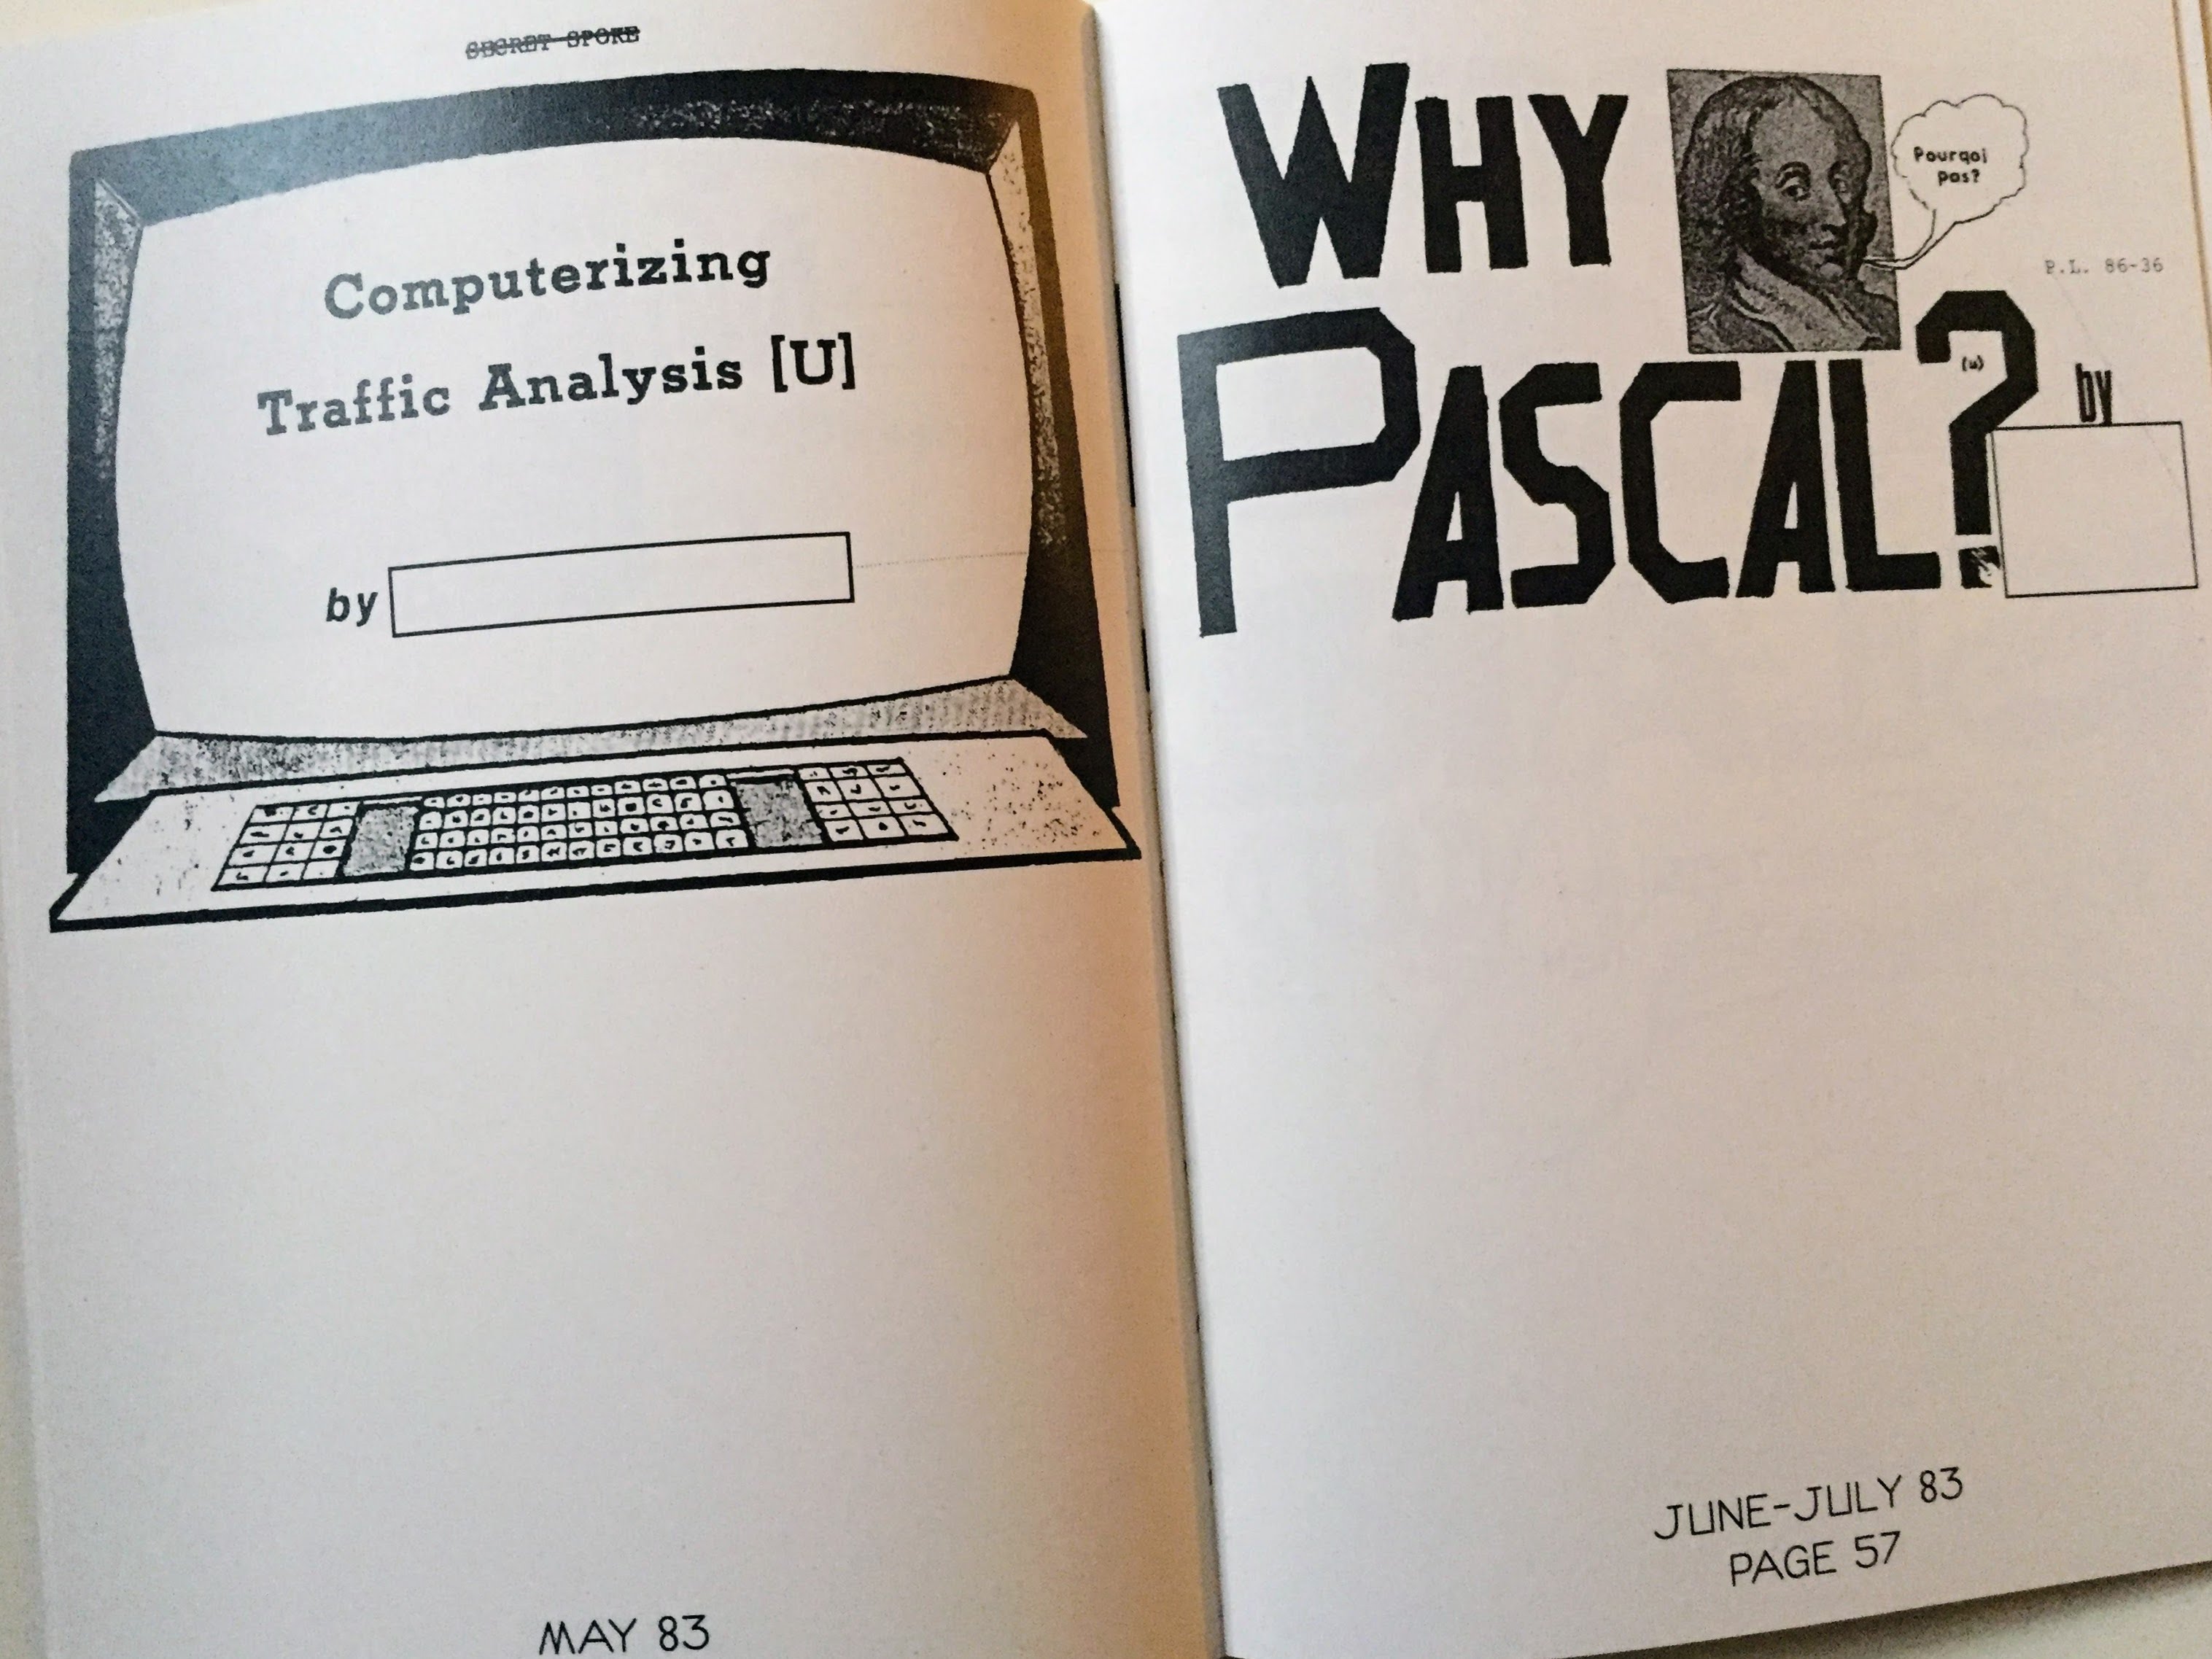 SECRET SPOKE
Computerizing
Traffic Analysis [U]
by
MAY 83
WHY
Pourqoi
pas?
P.L. 86-36
PASCAL?
(u)
by
JUNE-JULY 83
PAGE 57